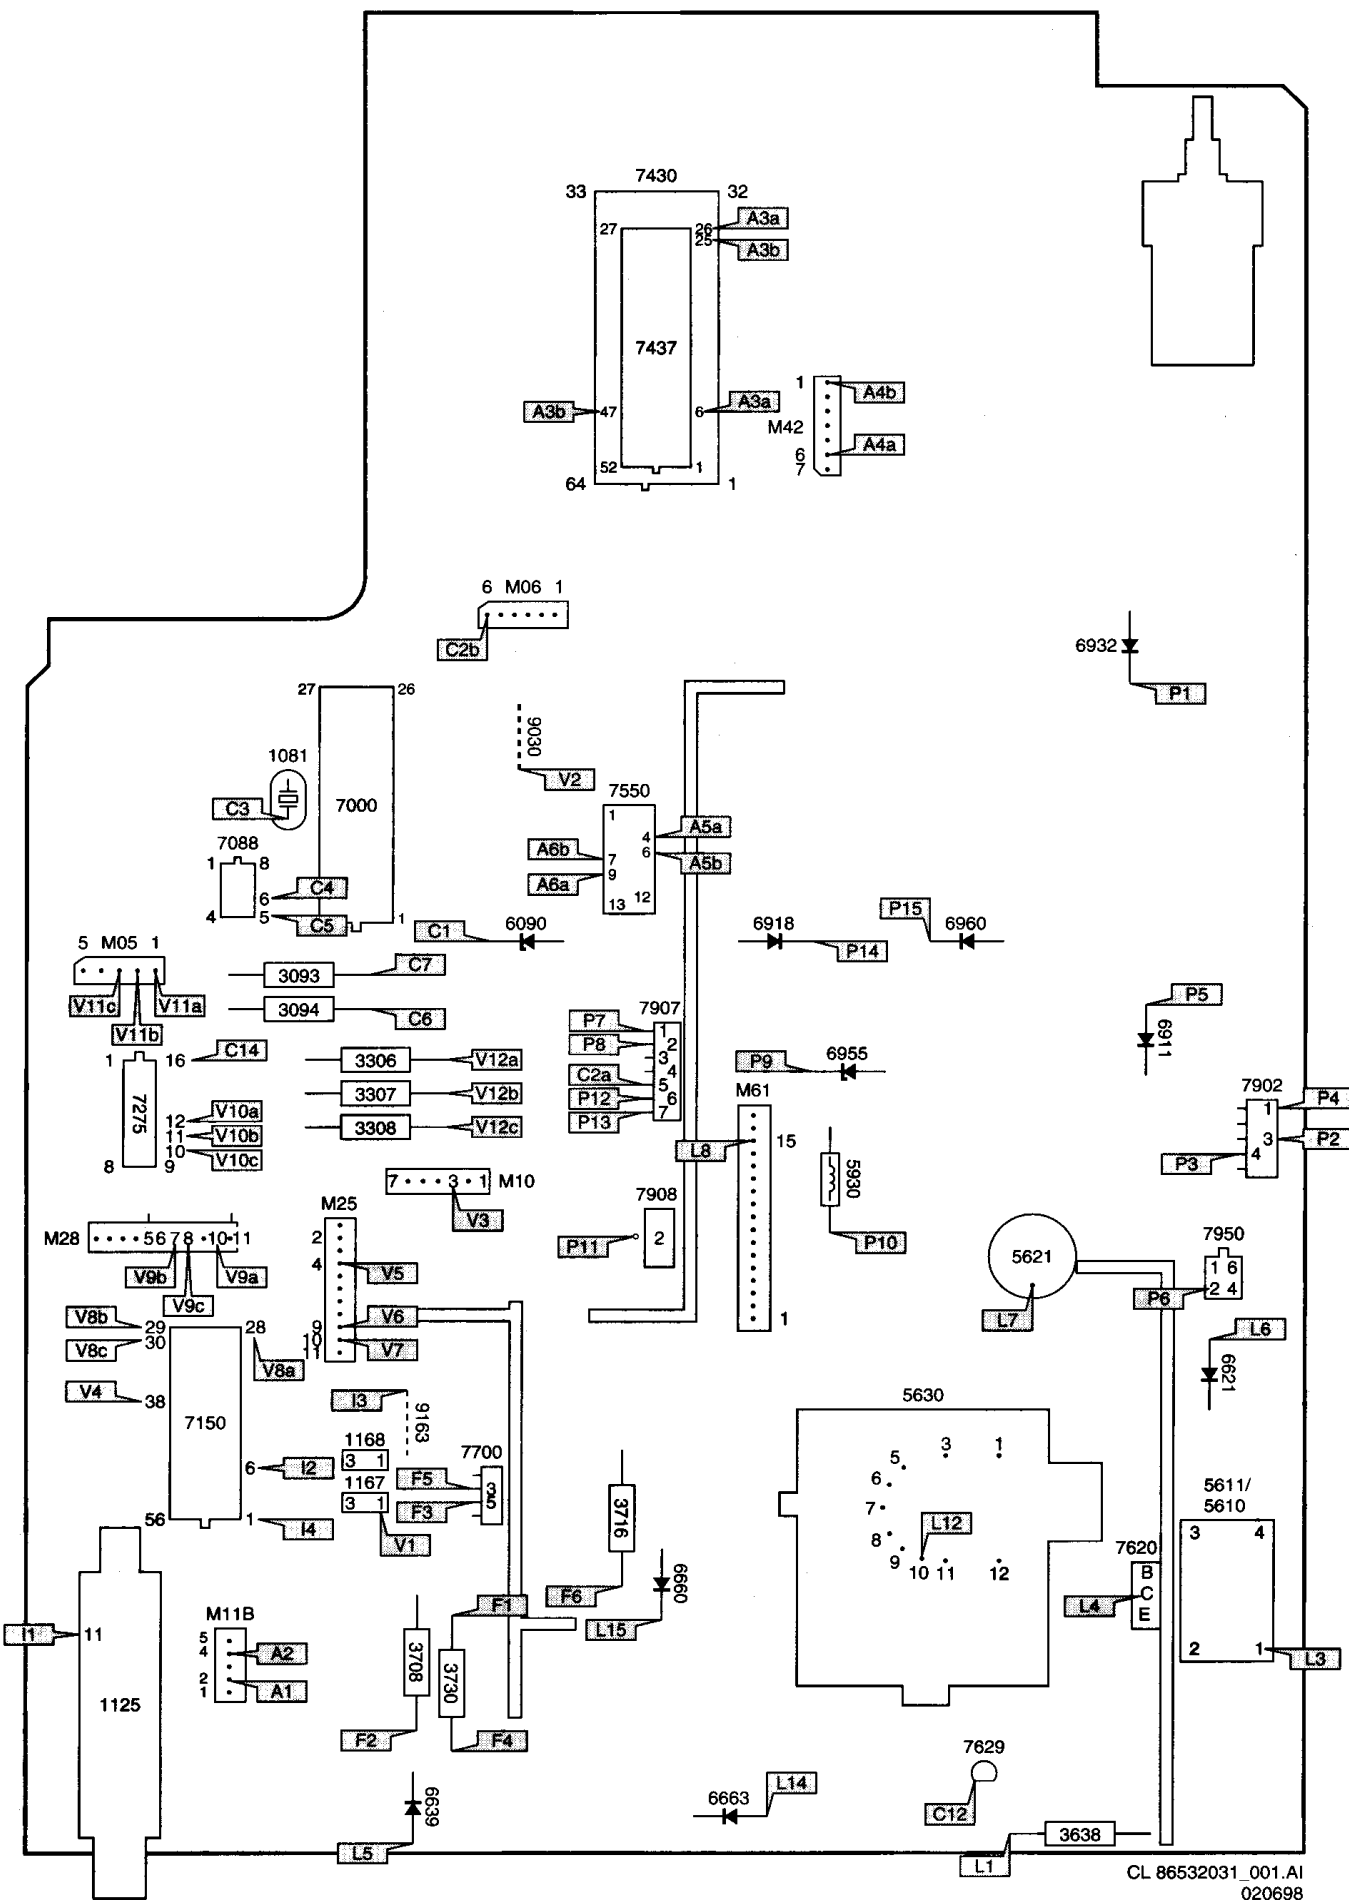 7430
33 32
27 26 A3a
25 A3b
7437
A3b 47 6 A3a
1 A4b
M42
6 A4a
7
52 1
64 1
6 M06 1
C2b
6932
P1
27 26
9030
V2
1081
C3
7000
7550
1
4 A5a
A6b 7 6 A5b
A6a 9
13 12
7088
1 8
6 C4
4 5 C5
1
C1 6090
6918 P14
P15 6960
5 M05 1
V11c V11b V11a
3093 C7
3094 C6
P5
6911
7907
P7 1
P8 2
3
4
C2a 5
P12 6
P13 7
P9 6955
1 16 C14
7275
12 V10a
11 V10b
10 V10c
8 9
3306 V12a
3307 V12b
3308 V12c
M61
L8 15
1
5930
P10
7902
1 P4
3 P2
P3 4
7 3 1 M10
V3
7908
P11 2
M25
2
4 V5
9 V6
10 V7
11
M28 5 6 7 8 10 11
V9b V9c V9a
5621
L7
7950
1 6
P6 2 4
L6
6621
V8b 29 28
V8c 30
V8a
V4 38
7150
6 I2
56 1 I4
I3
9163
1168
3 1
1167
3 1
V1
7700
F5 3
F3 5
3716
F6
6660
L15
5630
5 3 1
6
7
8
9 10 11 12
L12
5611/
5610
3 4
2 1 L3
7620
B
L4 C
E
I1 11
1125
M11B
5
4 A2
2 A1
1
3708
F2
F1
3730
F4
6639
L5
6663 L14
7629
C12
3638
L1
CL 86532031_001.AI
020698